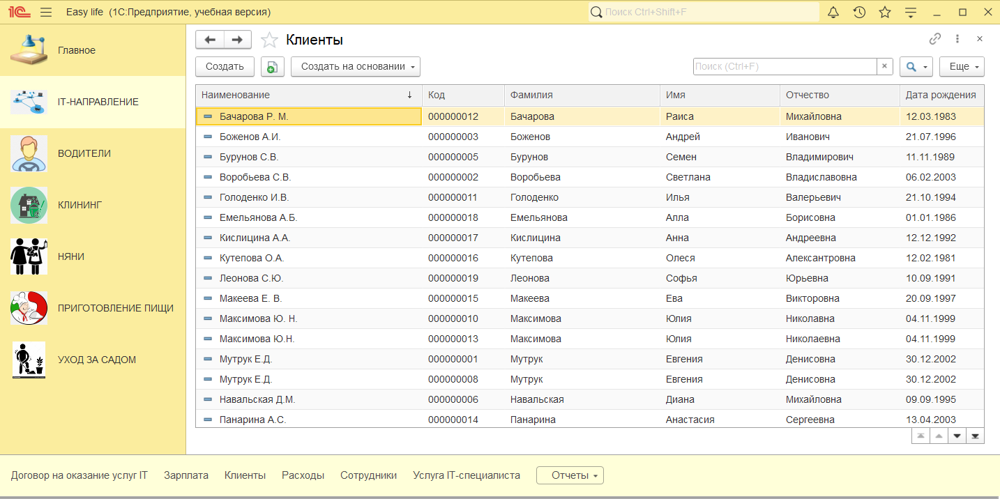 1С Easy life (1С:Предприятие, учебная версия) Поиск Ctrl+Shift+F
Главное
IT-НАПРАВЛЕНИЕ
ВОДИТЕЛИ
КЛИНИНГ
НЯНИ
ПРИГОТОВЛЕНИЕ ПИЩИ
УХОД ЗА САДОМ
Клиенты
Создать Создать на основании Поиск (Ctrl+F) × Еще
Наименование ↓ Код Фамилия Имя Отчество Дата рождения
Бачарова Р. М. 000000012 Бачарова Раиса Михайловна 12.03.1983
Боженов А.И. 000000003 Боженов Андрей Иванович 21.07.1996
Бурунов С.В. 000000005 Бурунов Семен Владимирович 11.11.1989
Воробьева С.В. 000000002 Воробьева Светлана Владиславовна 06.02.2003
Голоденко И.В. 000000011 Голоденко Илья Валерьевич 21.10.1994
Емельянова А.Б. 000000018 Емельянова Алла Борисовна 01.01.1986
Кислицина А.А. 000000017 Кислицина Анна Андреевна 12.12.1992
Кутепова О.А. 000000016 Кутепова Олеся Алексантровна 12.02.1981
Леонова С.Ю. 000000019 Леонова Софья Юрьевна 10.09.1991
Макеева Е. В. 000000015 Макеева Ева Викторовна 20.09.1997
Максимова Ю. Н. 000000010 Максимова Юлия Николавна 04.11.1999
Максимова Ю.Н. 000000013 Максимова Юлия Николаевна 04.11.1999
Мутрук Е.Д. 000000001 Мутрук Евгения Денисовна 30.12.2002
Мутрук Е.Д. 000000008 Мутрук Евгения Денисовна 30.12.2002
Навальская Д.М. 000000006 Навальская Диана Михайловна 09.09.1995
Панарина А.С. 000000014 Панарина Анастасия Сергеевна 13.04.2003
Договор на оказание услуг IT Зарплата Клиенты Расходы Сотрудники Услуга IT-специалиста Отчеты